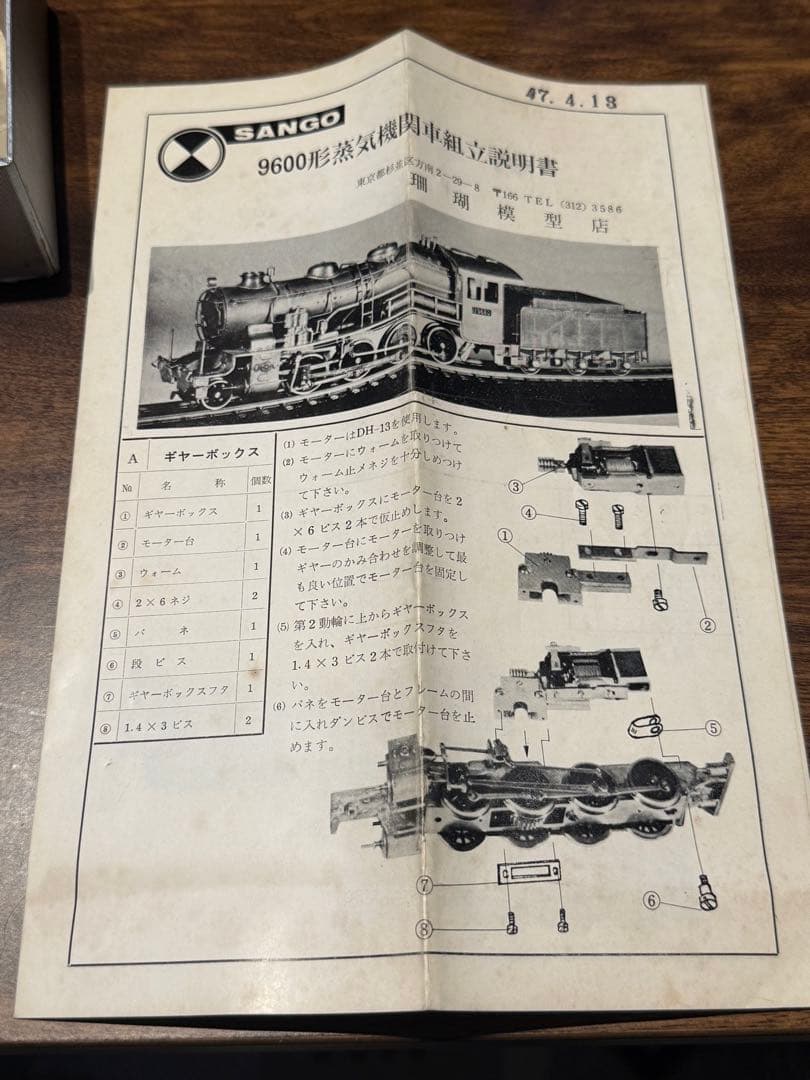 47.4.13
SANGO
9600形蒸気機関車組立説明書
東京都杉並区方南2-29-8 〒166 TEL (312) 3586
珊瑚模型店
A ギヤーボックス
№ 名称 個数
① ギヤーボックス 1
② モーター台 1
③ ウォーム 1
④ 2×6ネジ 2
⑤ バネ 1
⑥ 段ビス 1
⑦ ギヤーボックスフタ 1
⑧ 1.4×3ビス 2
(1) モーターはDH-13を使用します。
(2) モーターにウォームを取りつけて
ウォーム止メネジを十分しめつけ
て下さい。
(3) ギヤーボックスにモーター台を2
×6ビス2本で仮止めします。
(4) モーター台にモーターを取りつけ
ギヤーのかみ合わせを調整して最
も良い位置でモーター台を固定し
て下さい。
(5) 第2動輪に上からギヤーボックス
を入れ、ギヤーボックスフタを
1.4×3ビス2本で取付けて下さ
い。
(6) バネをモーター台とフレームの間
に入れダンビスでモーター台を止
めます。
③
④
①
②
⑤
⑦
⑥
⑧